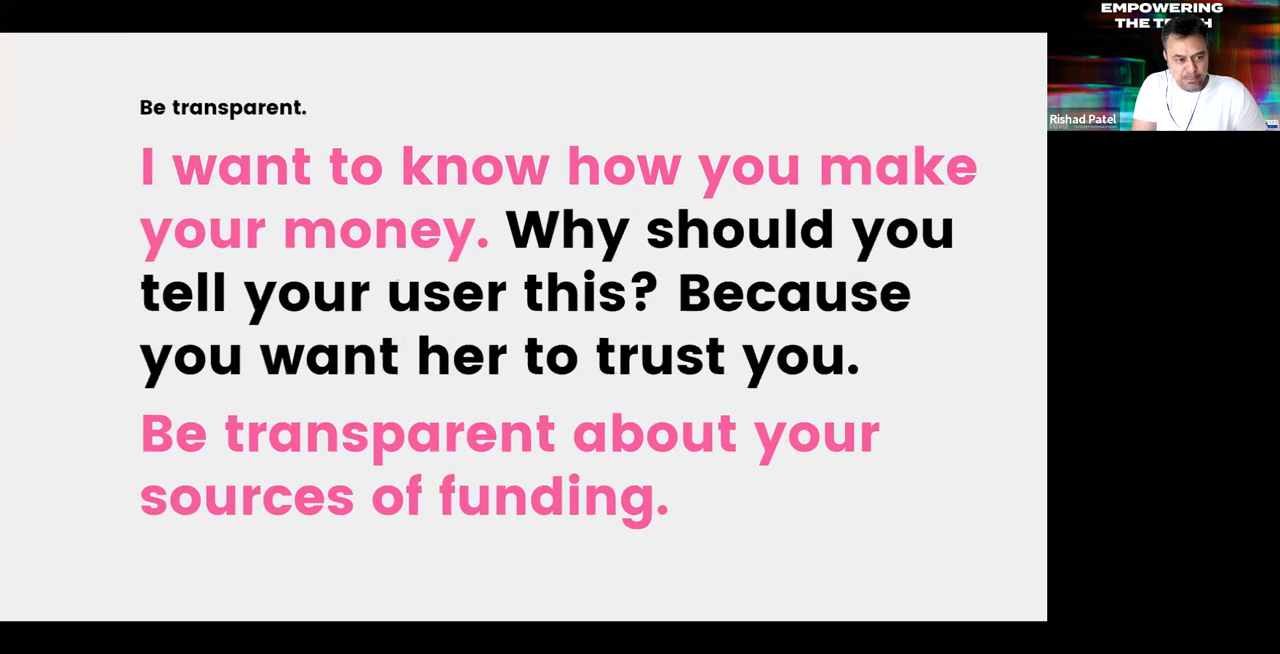 Be transparent.
I want to know how you make
your money. Why should you
tell your user this? Because
you want her to trust you.
Be transparent about your
sources of funding.
EMPOWERING
THE
Rishad Patel